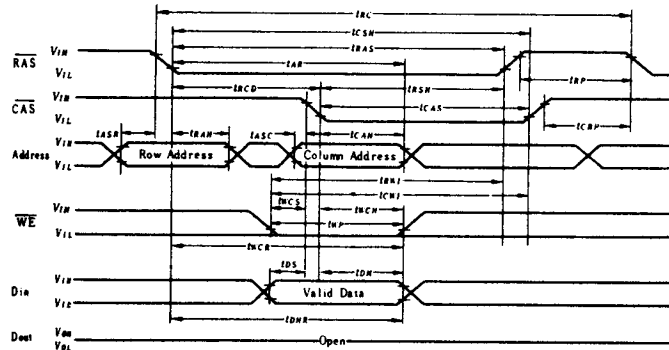 tRC
tCSH
tRAS
tAR
RAS VIH
VIL
tRCD tRSH tRP
CAS VIH
VIL
tCAS tCRP
tASR tRAH tASC tCAH
Address VIH
VIL
Row Address Column Address
tRWI
tCWI
tWCS tWCH
WE VIH
VIL
tWP
tWCR
tDS tDH
Din VIH
VIL
Valid Data
tDHR
Dout VOH
VOL
Open